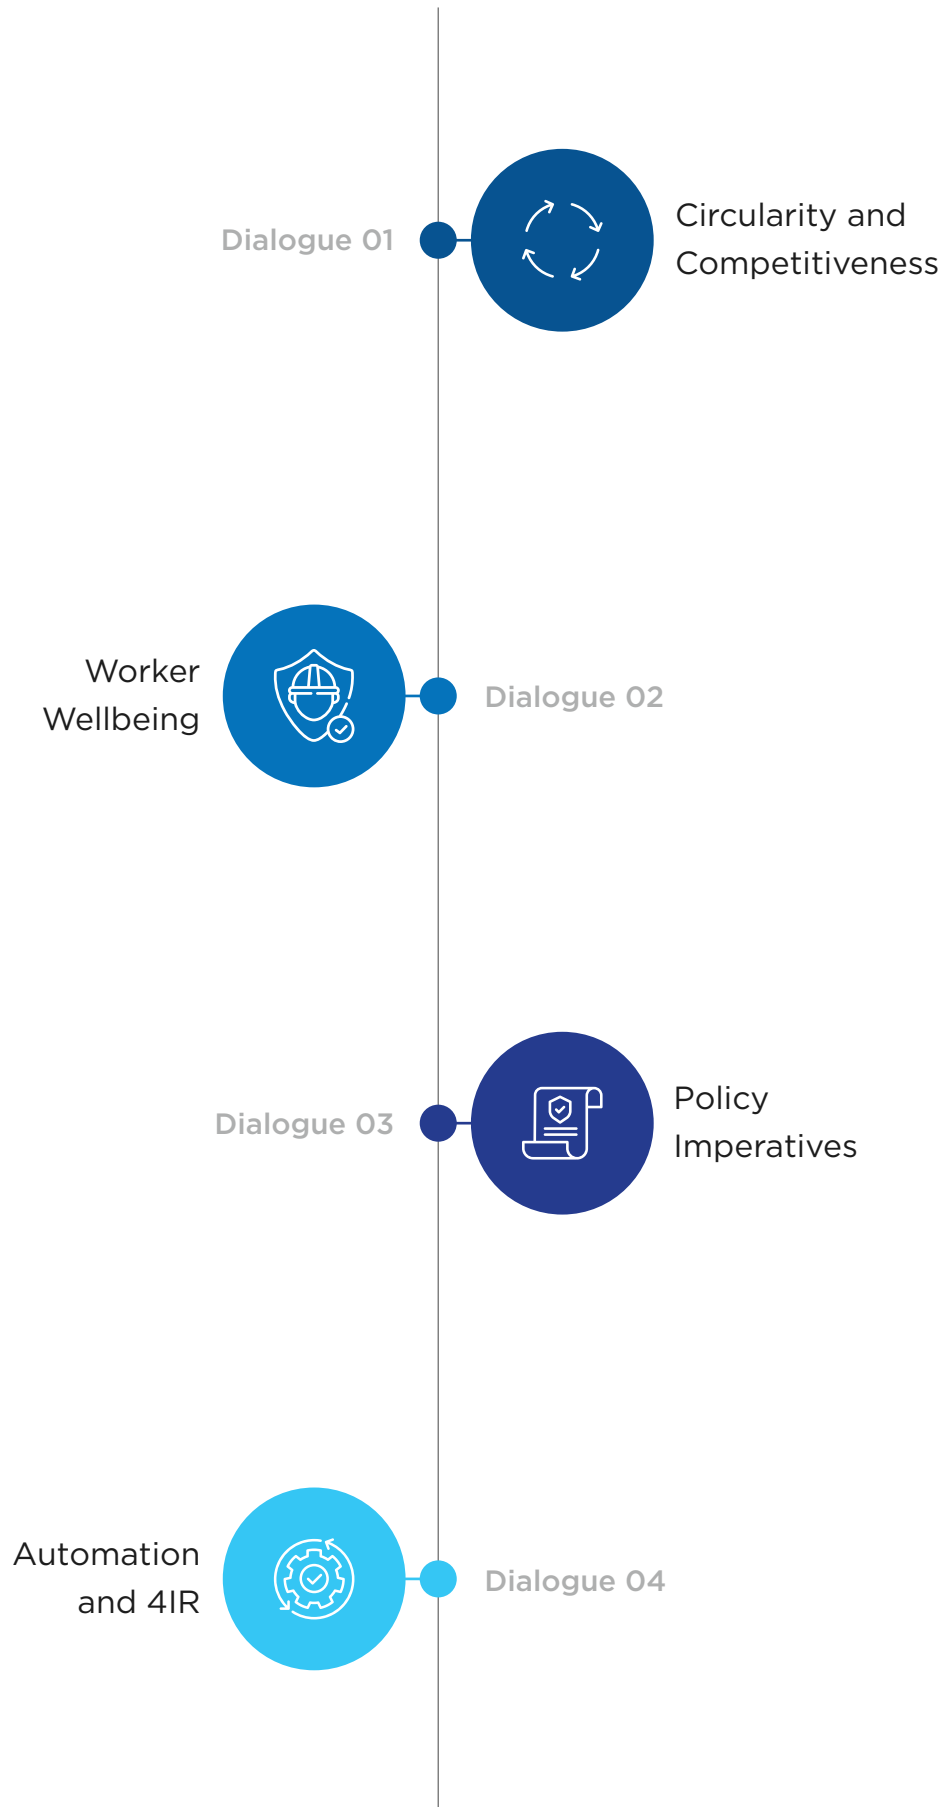 Dialogue 01
Circularity and
Competitiveness
Worker
Wellbeing
Dialogue 02
Dialogue 03
Policy
Imperatives
Automation
and 4IR
Dialogue 04